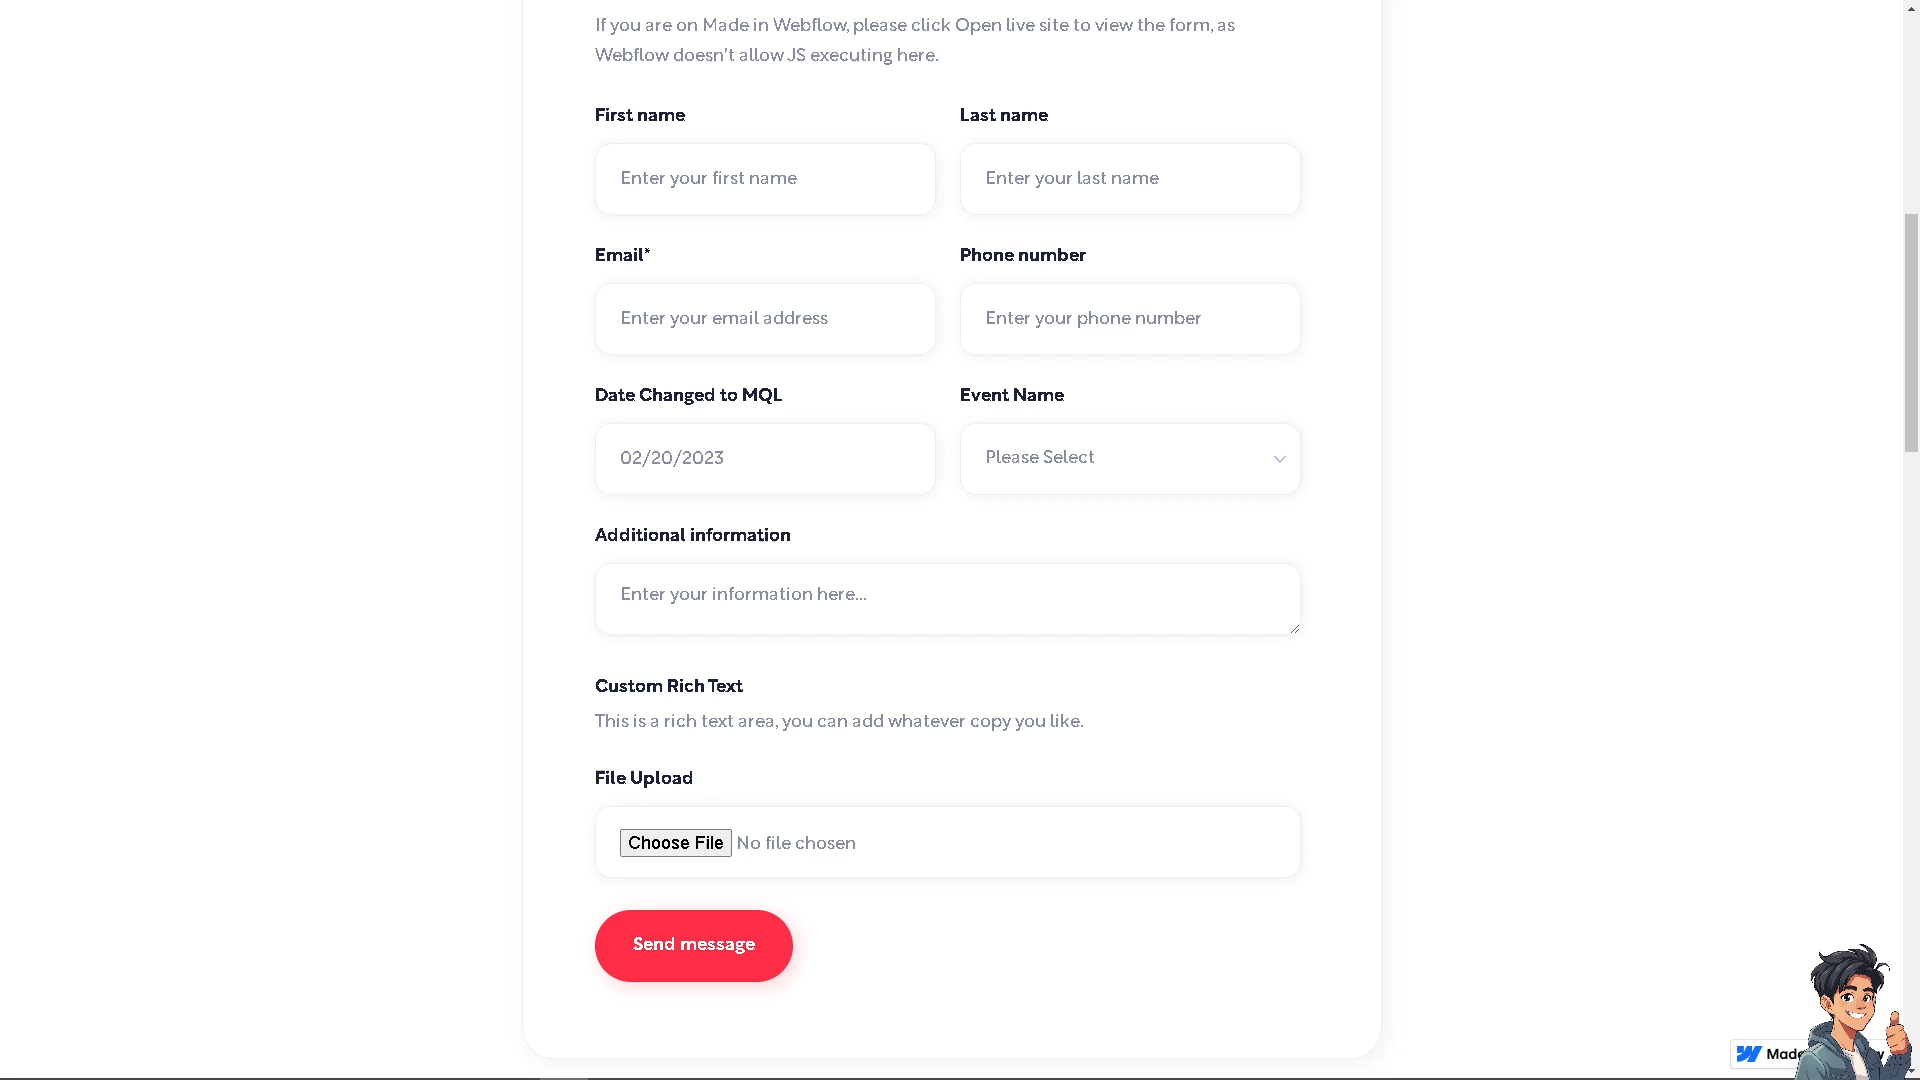 If you are on Made in Webflow, please click Open live site to view the form, as
Webflow doesn't allow JS executing here.
First name
Last name
Enter your first name
Enter your last name
Email*
Phone number
Enter your email address
Enter your phone number
Date Changed to MQL
Event Name
02/20/2023
Please Select
Additional information
Enter your information here...
Custom Rich Text
This is a rich text area, you can add whatever copy you like.
File Upload
Choose File No file chosen
Send message